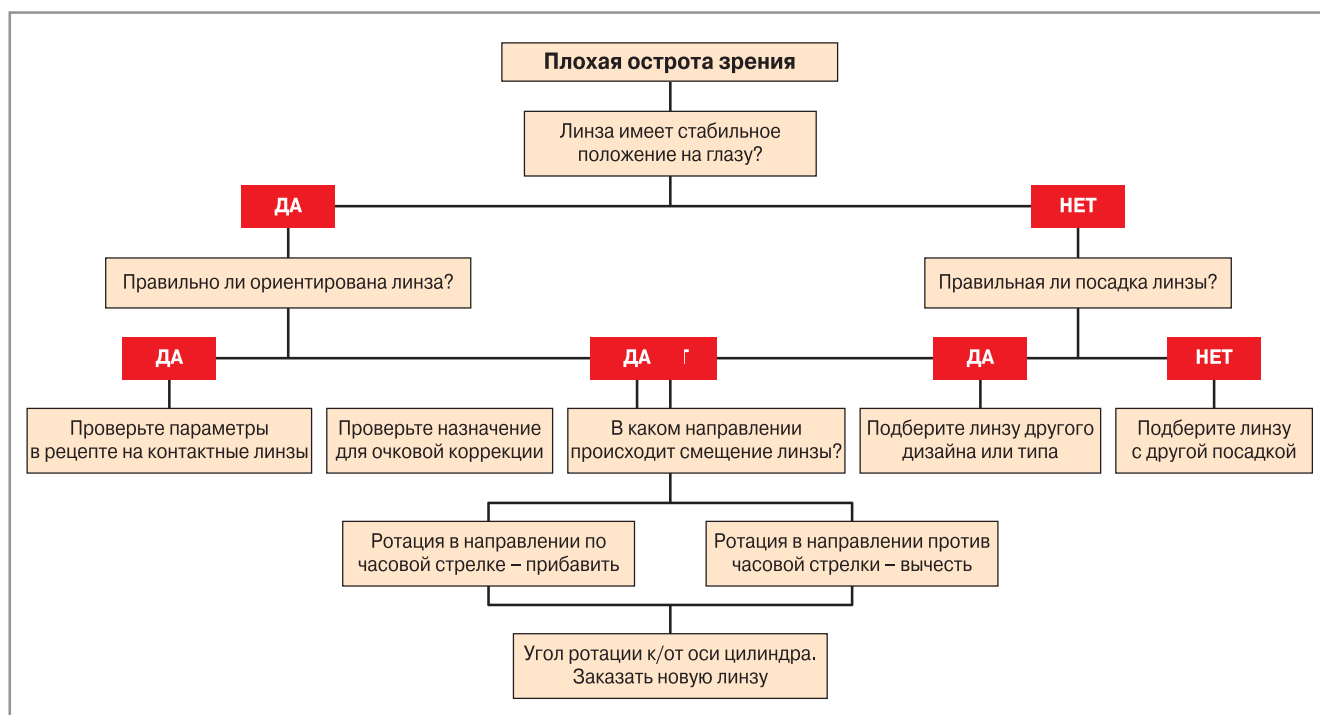 Плохая острота зрения
Линза имеет стабильное
положение на глазу?
ДА
НЕТ
Правильно ли ориентирована линза?
Правильная ли посадка линзы?
ДА
ДА
ДА
НЕТ
Проверьте параметры
в рецепте на контактные линзы
Проверьте назначение
для очковой коррекции
В каком направлении
происходит смещение линзы?
Подберите линзу другого
дизайна или типа
Подберите линзу
с другой посадкой
Ротация в направлении по
часовой стрелке – прибавить
Ротация в направлении против
часовой стрелки – вычесть
Угол ротации к/от оси цилиндра.
Заказать новую линзу